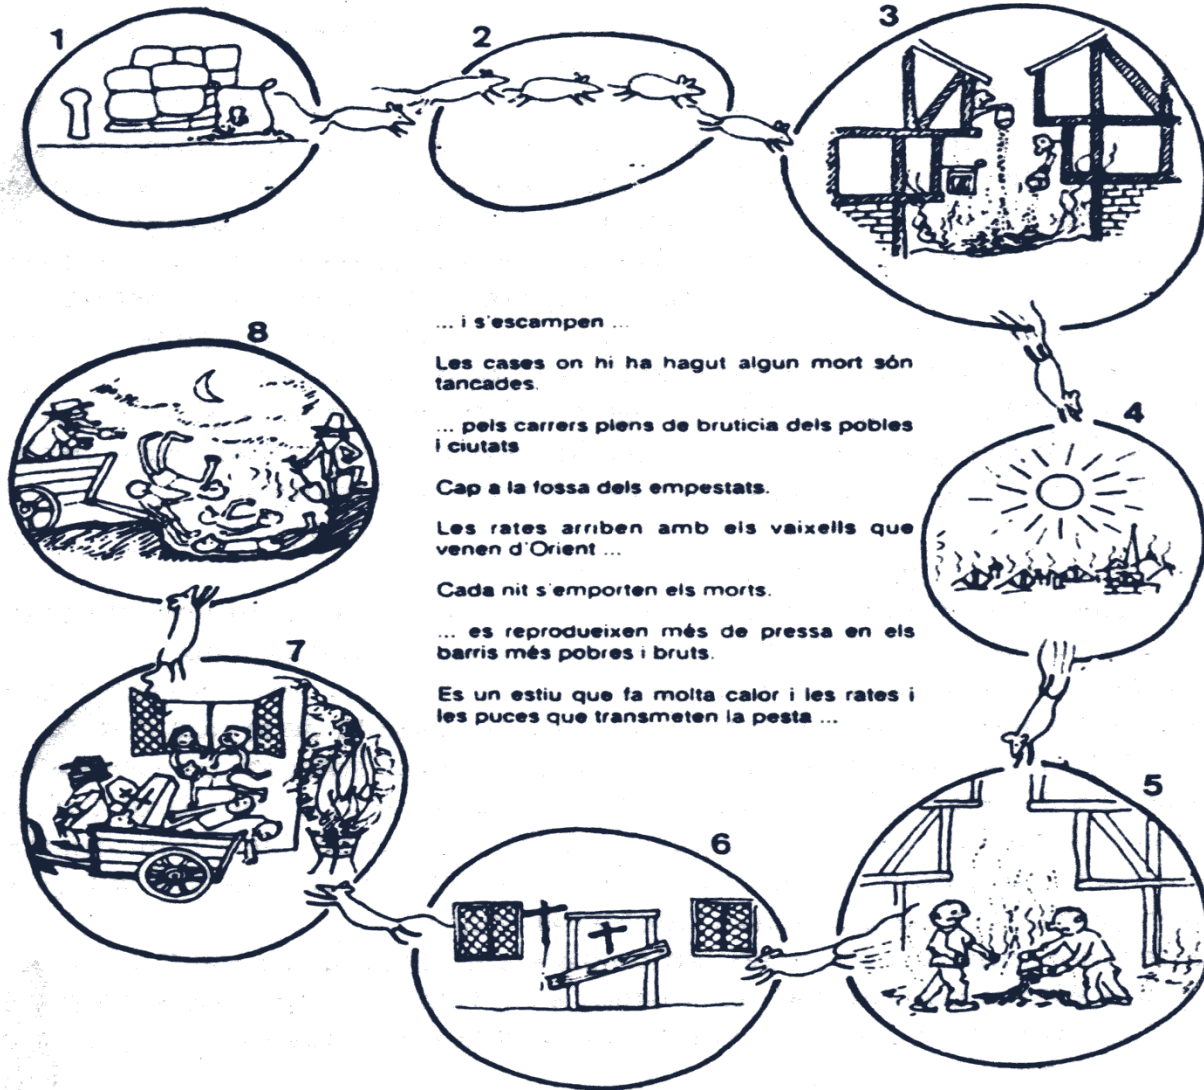 1
2
3
8
... i s'escampen ...
Les cases on hi ha hagut algun mort són
tancades.
... pels carrers plens de bruticia dels pobles
i ciutats
4
Cap a la fossa dels empestats.
Les rates arriben amb els vaixells que
venen d'Orient ...
Cada nit s'emporten els morts.
... es reprodueixen més de pressa en els
barris més pobres i bruts.
7
Es un estiu que fa molta calor i les rates i
les puces que transmeten la pesta ...
5
6